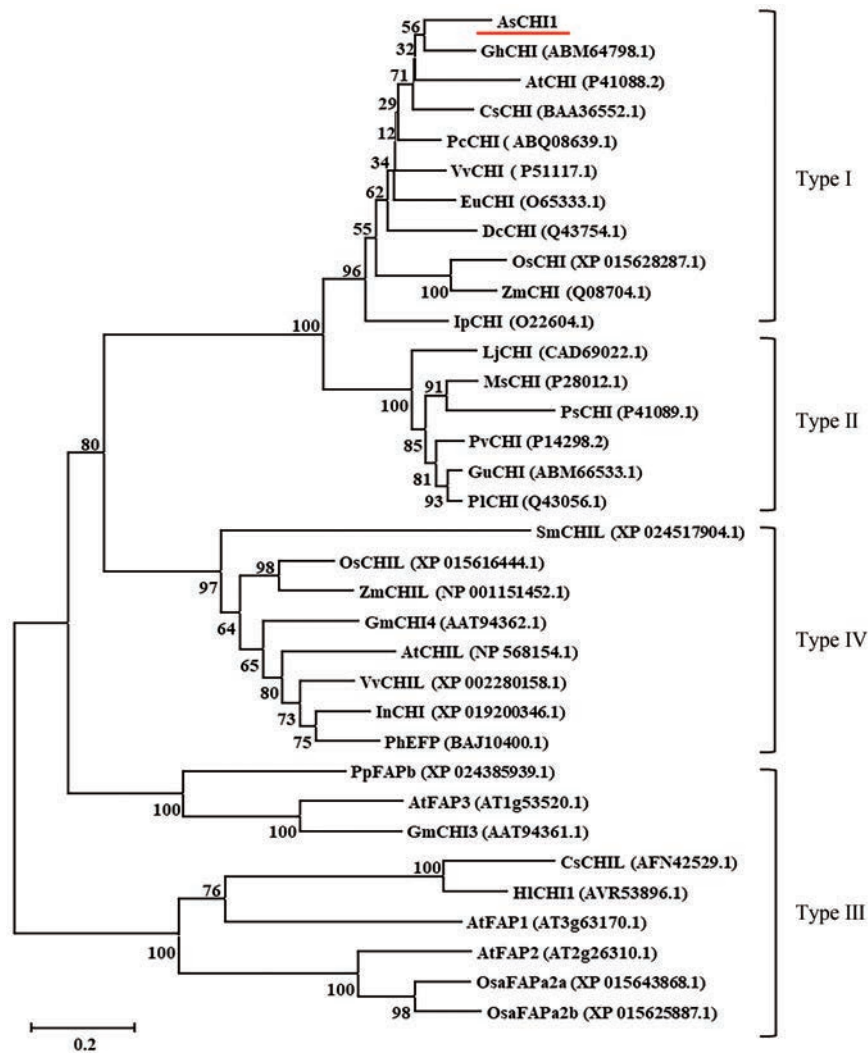 AsCHI1
56
GhCHI (ABM64798.1)
32
AtCHI (P41088.2)
71
CsCHI (BAA36552.1)
29
PcCHI ( ABQ08639.1)
12
VvCHI ( P51117.1)
34
EuCHI (O65333.1)
62
DcCHI (Q43754.1)
55
OsCHI (XP 015628287.1)
96
100
ZmCHI (Q08704.1)
IpCHI (O22604.1)
Type I
100
LjCHI (CAD69022.1)
MsCHI (P28012.1)
91
100
PsCHI (P41089.1)
PvCHI (P14298.2)
85
GuCHI (ABM66533.1)
81
PlCHI (Q43056.1)
93
Type II
80
SmCHIL (XP 024517904.1)
OsCHIL (XP 015616444.1)
98
97
ZmCHIL (NP 001151452.1)
GmCHI4 (AAT94362.1)
64
AtCHIL (NP 568154.1)
65
VvCHIL (XP 002280158.1)
80
InCHI (XP 019200346.1)
73
PhEFP (BAJ10400.1)
75
Type IV
PpFAPb (XP 024385939.1)
100
AtFAP3 (AT1g53520.1)
GmCHI3 (AAT94361.1)
100
CsCHIL (AFN42529.1)
100
HlCHI1 (AVR53896.1)
76
AtFAP1 (AT3g63170.1)
100
AtFAP2 (AT2g26310.1)
OsaFAPa2a (XP 015643868.1)
100
OsaFAPa2b (XP 015625887.1)
98
Type III
0.2